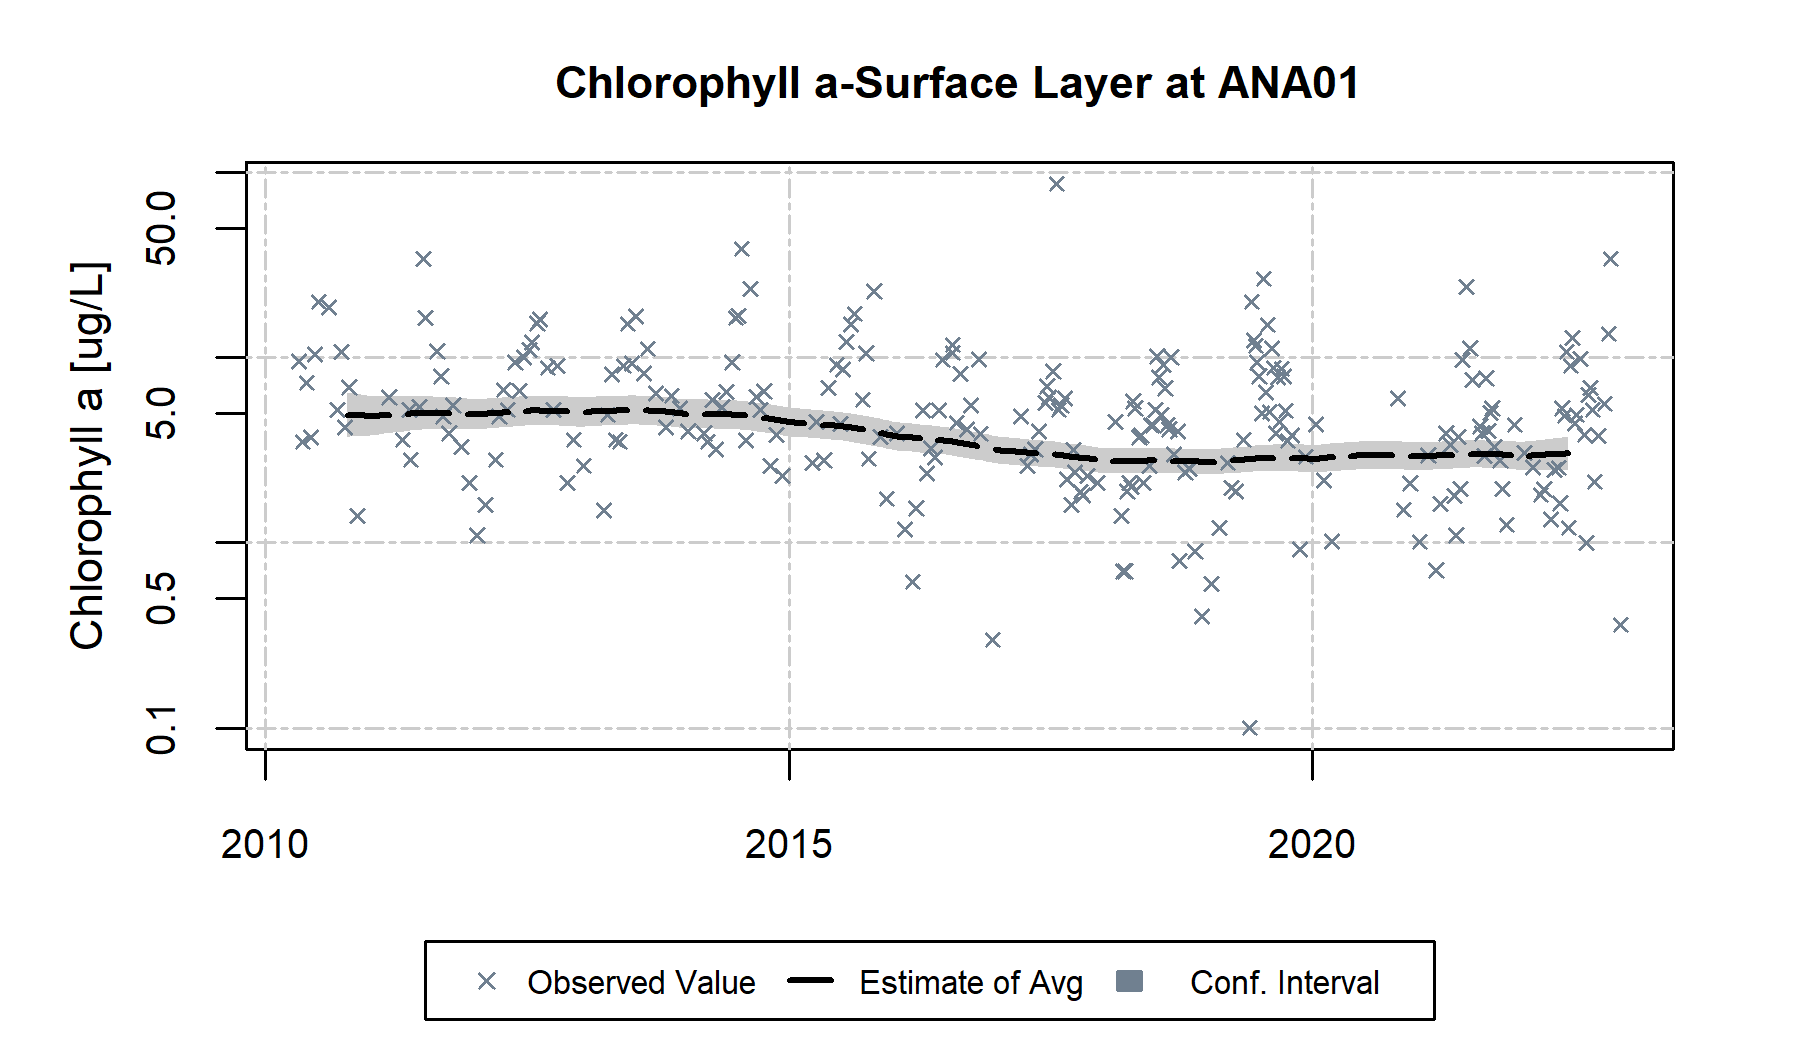 Chlorophyll a-Surface Layer at ANA01
Chlorophyll a [ug/L]
50.0
5.0
0.5
0.1
2010 2015 2020
Observed Value Estimate of Avg Conf. Interval